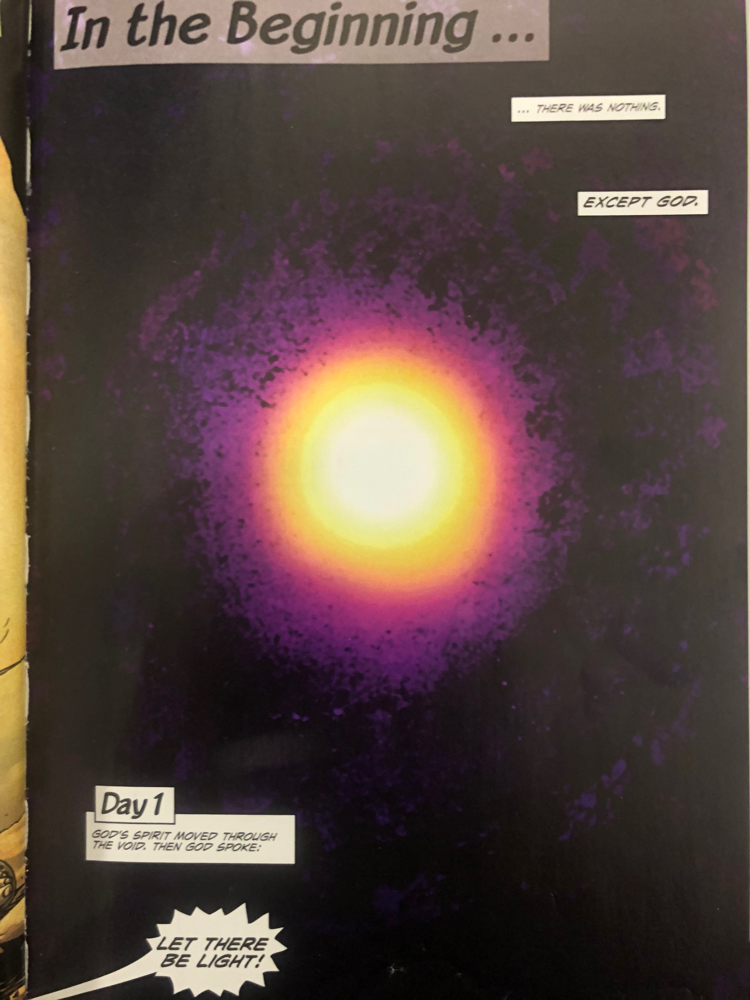 In the Beginning ...
... THERE WAS NOTHING.
EXCEPT GOD.
Day 1
GOD'S SPIRIT MOVED THROUGH
THE VOID. THEN GOD SPOKE:
LET THERE
BE LIGHT!